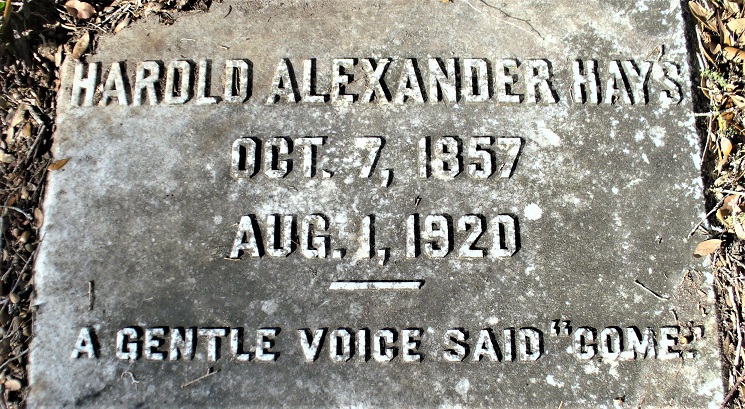 HAROLD ALEXANDER HAYS
OCT. 7, 1857
AUG. 1, 1920
A GENTLE VOICE SAID "COME."